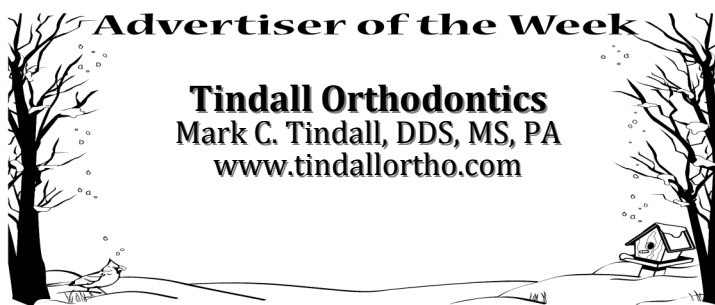 Advertiser of the Week
Tindall Orthodontics
Mark C. Tindall, DDS, MS, PA
www.tindallortho.com